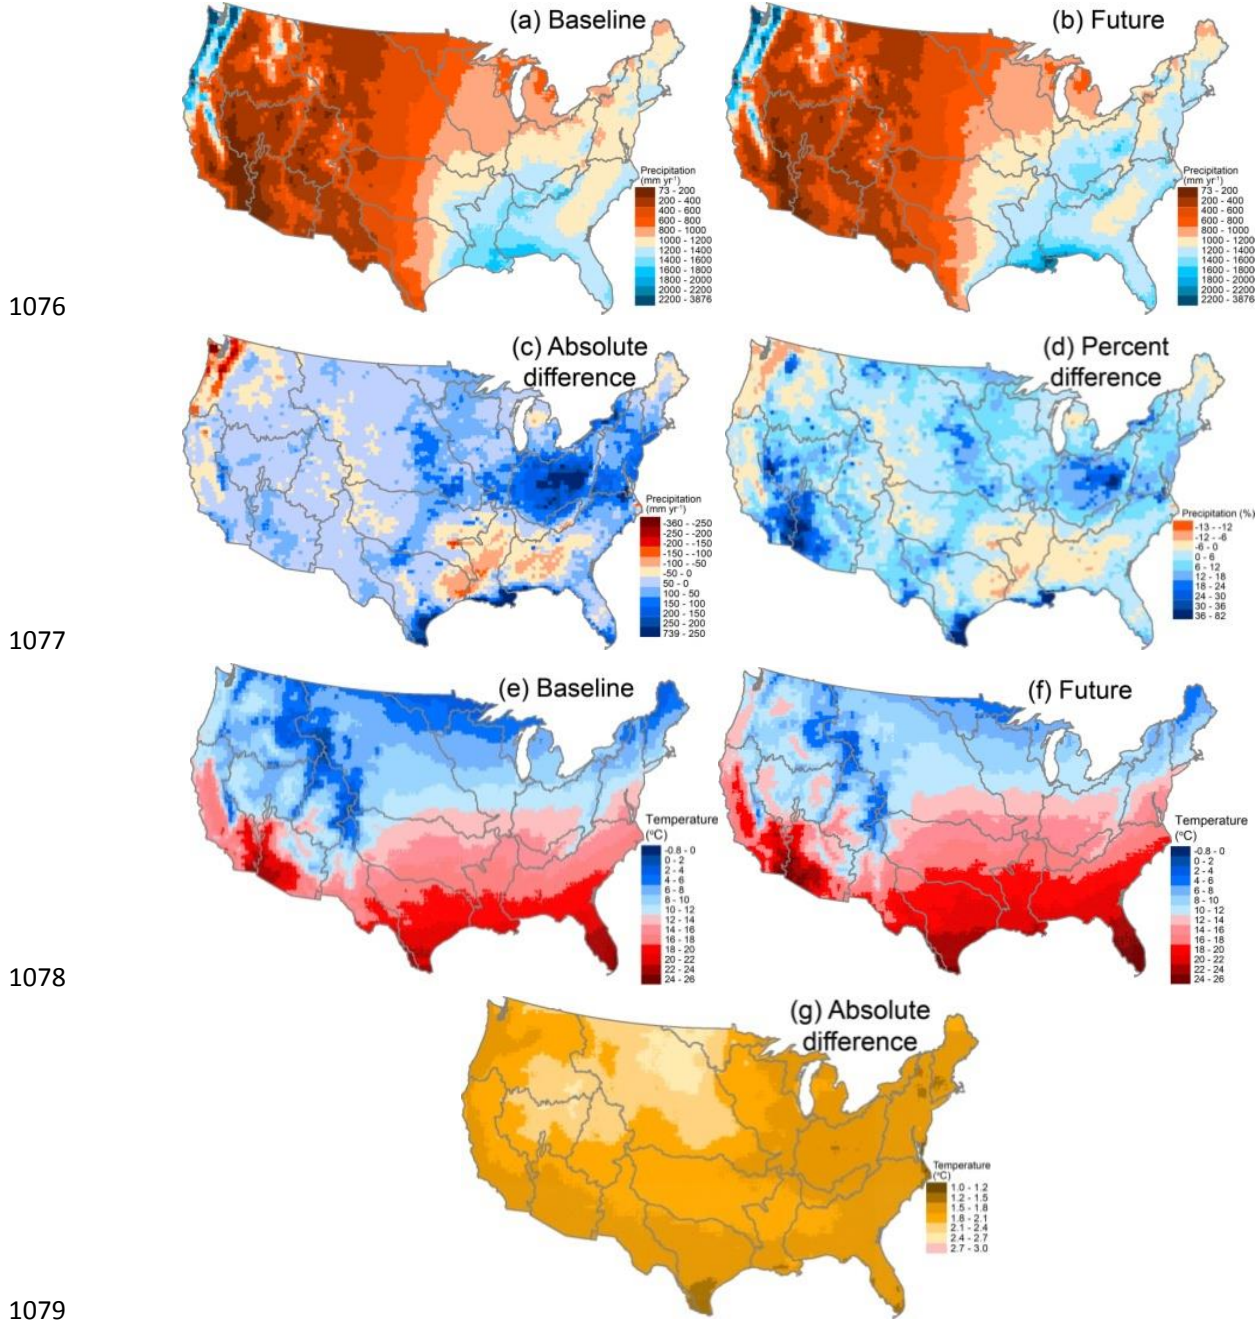 (a) Baseline
Precipitation
(mm yr-1)
73 - 200
200 - 400
400 - 600
600 - 800
800 - 1000
1000 - 1200
1200 - 1400
1400 - 1600
1600 - 1800
1800 - 2000
2000 - 2200
2200 - 3876
(b) Future
Precipitation
(mm yr-1)
73 - 200
200 - 400
400 - 600
600 - 800
800 - 1000
1000 - 1200
1200 - 1400
1400 - 1600
1600 - 1800
1800 - 2000
2000 - 2200
2200 - 3876
1076
(c) Absolute
difference
Precipitation
(mm yr-1)
-360 - -250
-250 - -200
-200 - -150
-150 - -100
-100 - -50
-50 - 0
50 - 0
100 - 50
150 - 100
200 - 150
250 - 200
739 - 250
(d) Percent
difference
Precipitation (%)
-13 - -12
-12 - -6
-6 - 0
0 - 6
6 - 12
12 - 18
18 - 24
24 - 30
30 - 36
36 - 82
1077
(e) Baseline
Temperature
(°C)
-0.8 - 0
0 - 2
2 - 4
4 - 6
6 - 8
8 - 10
10 - 12
12 - 14
14 - 16
16 - 18
18 - 20
20 - 22
22 - 24
24 - 26
(f) Future
Temperature
(°C)
-0.8 - 0
0 - 2
2 - 4
4 - 6
6 - 8
8 - 10
10 - 12
12 - 14
14 - 16
16 - 18
18 - 20
20 - 22
22 - 24
24 - 26
1078
(g) Absolute
difference
Temperature
(°C)
1.0 - 1.2
1.2 - 1.5
1.5 - 1.8
1.8 - 2.1
2.1 - 2.4
2.4 - 2.7
2.7 - 3.0
1079